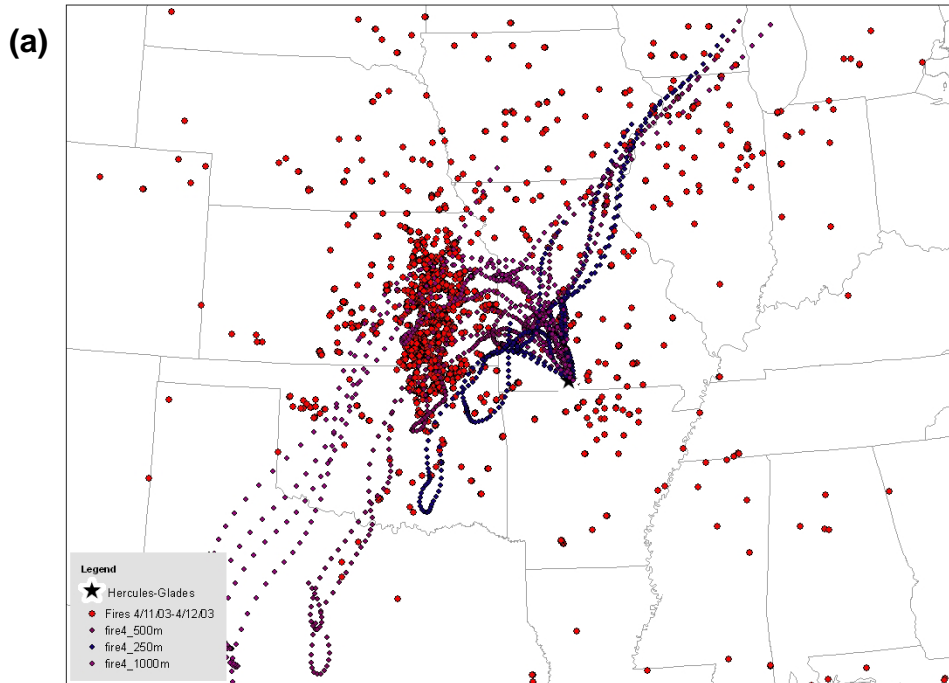 (a)
Legend
Hercules-Glades
Fires 4/11/03-4/12/03
fire4_500m
fire4_250m
fire4_1000m